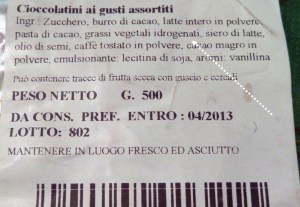 Cioccolatini ai gusti assortiti
Ingr.: Zucchero, burro di cacao, latte intero in polvere
pasta di cacao, grassi vegetali idrogenati, siero di latte,
olio di semi, caffe tostato in polvere, cacao magro in
polvere, emulsionante: lecitina di soja, aromi: vanillina
Può contenere tracce di frutta secca con guscio e cereali
PESO NETTO G. 500
DA CONS. PREF. ENTRO : 04/2013
LOTTO: 802
MANTENERE IN LUOGO FRESCO ED ASCIUTTO